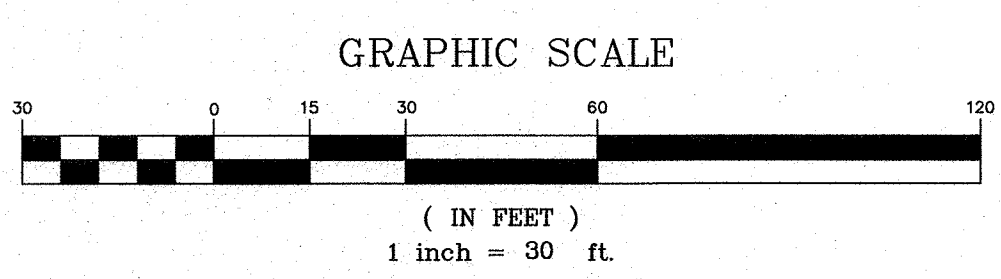 GRAPHIC SCALE
30 0 15 30 60 120
( IN FEET )
1 inch = 30 ft.